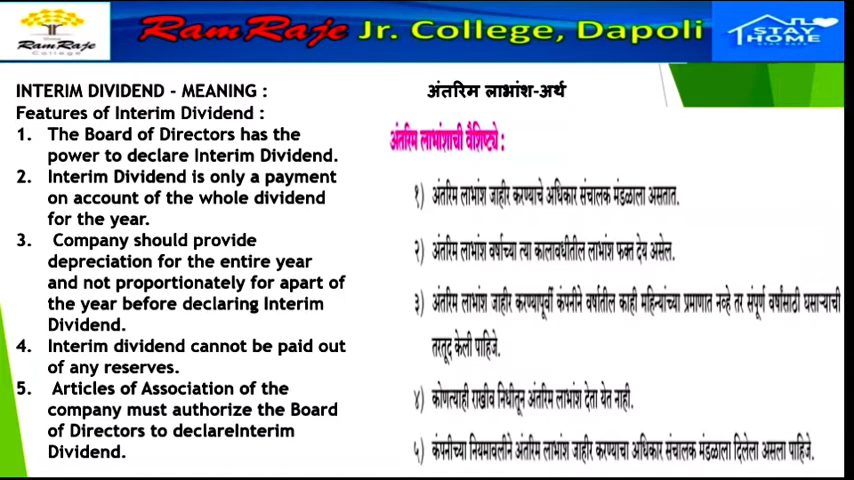 RamRaje
College
RamRaje Jr. College, Dapoli
STAY
HOME
INTERIM DIVIDEND - MEANING :
Features of Interim Dividend :
1. The Board of Directors has the
power to declare Interim Dividend.
2. Interim Dividend is only a payment
on account of the whole dividend
for the year.
3. Company should provide
depreciation for the entire year
and not proportionately for apart of
the year before declaring Interim
Dividend.
4. Interim dividend cannot be paid out
of any reserves.
5. Articles of Association of the
company must authorize the Board
of Directors to declareInterim
Dividend.
अंतरिम लाभांश-अर्थ
अंतरिम लाभांशाची वैशिष्ट्ये :
१) अंतरिम लाभांश जाहीर करण्याचे अधिकार संचालक मंडळाला असतात.
२) अंतरिम लाभांश वर्षाच्या त्या कालावधीतील लाभांश फक्त देय असेल.
३) अंतरिम लाभांश जाहीर करण्यापूर्वी कंपनीने वर्षातील काही महिन्यांच्या प्रमाणात नव्हे तर संपूर्ण वर्षांसाठी घसाऱ्याची
तरतूद केली पाहिजे.
४) कोणत्याही राखीव निधीतून अंतरिम लाभांश देता येत नाही.
५) कंपनीच्या नियमावलीने अंतरिम लाभांश जाहीर करण्याचा अधिकार संचालक मंडळाला दिलेला असला पाहिजे.